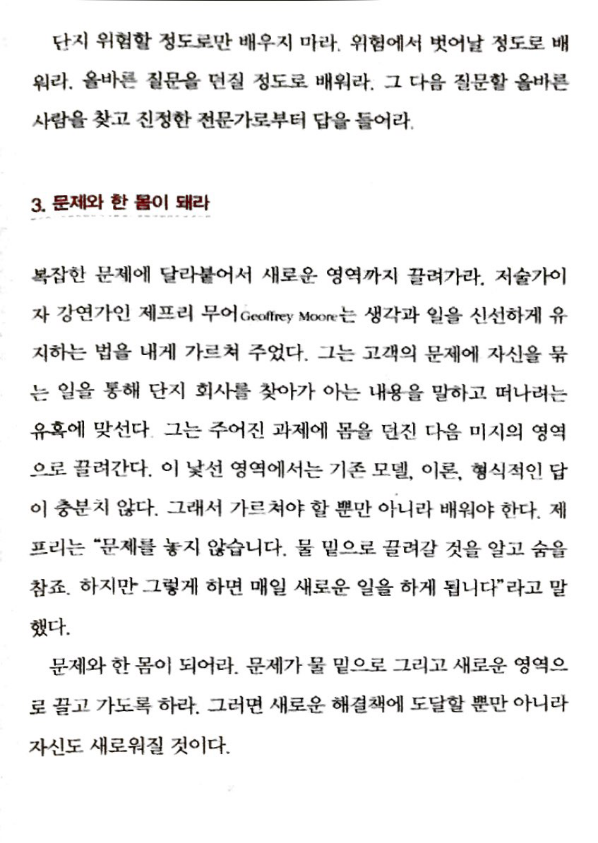 단지 위험할 정도로만 배우지 마라. 위험에서 벗어날 정도로 배
워라. 올바른 질문을 던질 정도로 배워라. 그 다음 질문할 올바른
사람을 찾고 진정한 전문가로부터 답을 들어라.
3. 문제와 한 몸이 돼라
복잡한 문제에 달라붙어서 새로운 영역까지 끌려가라. 저술가이
자 강연가인 제프리 무어Geoffrey Moore는 생각과 일을 신선하게 유
지하는 법을 내게 가르쳐 주었다. 그는 고객의 문제에 자신을 묶
는 일을 통해 단지 회사를 찾아가 아는 내용을 말하고 떠나려는
유혹에 맞선다. 그는 주어진 과제에 몸을 던진 다음 미지의 영역
으로 끌려간다. 이 낯선 영역에서는 기존 모델, 이론, 형식적인 답
이 충분치 않다. 그래서 가르쳐야 할 뿐만 아니라 배워야 한다. 제
프리는 “문제를 놓지 않습니다. 물 밑으로 끌려갈 것을 알고 숨을
참죠. 하지만 그렇게 하면 매일 새로운 일을 하게 됩니다”라고 말
했다.
문제와 한 몸이 되어라. 문제가 물 밑으로 그리고 새로운 영역으
로 끌고 가도록 하라. 그러면 새로운 해결책에 도달할 뿐만 아니라
자신도 새로워질 것이다.